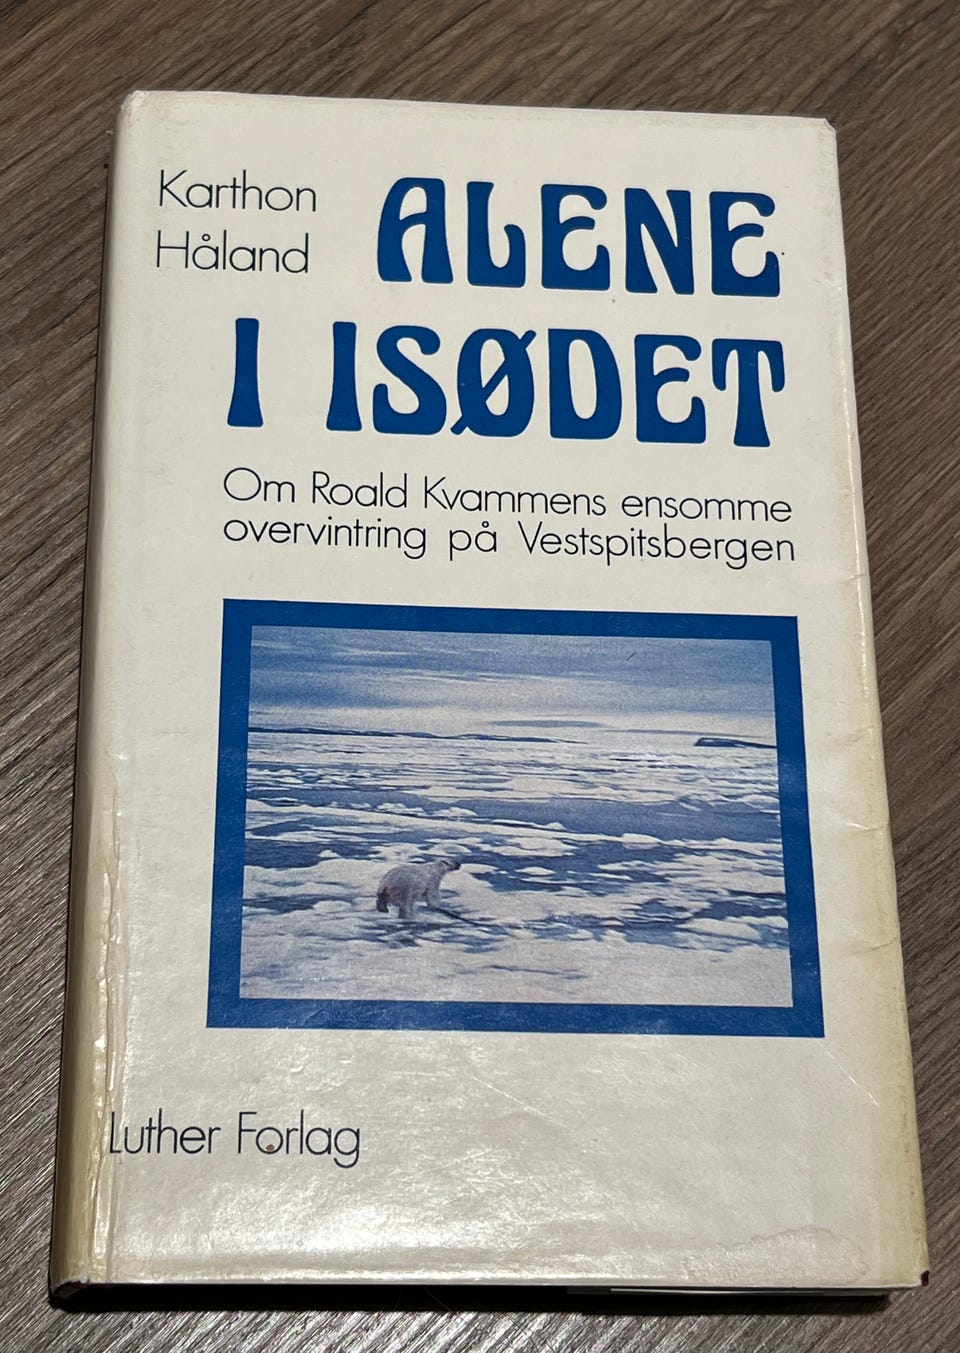 Karthon
Håland
ALENE
I ISØDET
Om Roald Kvammens ensomme
overvintring på Vestspitsbergen
Luther Forlag